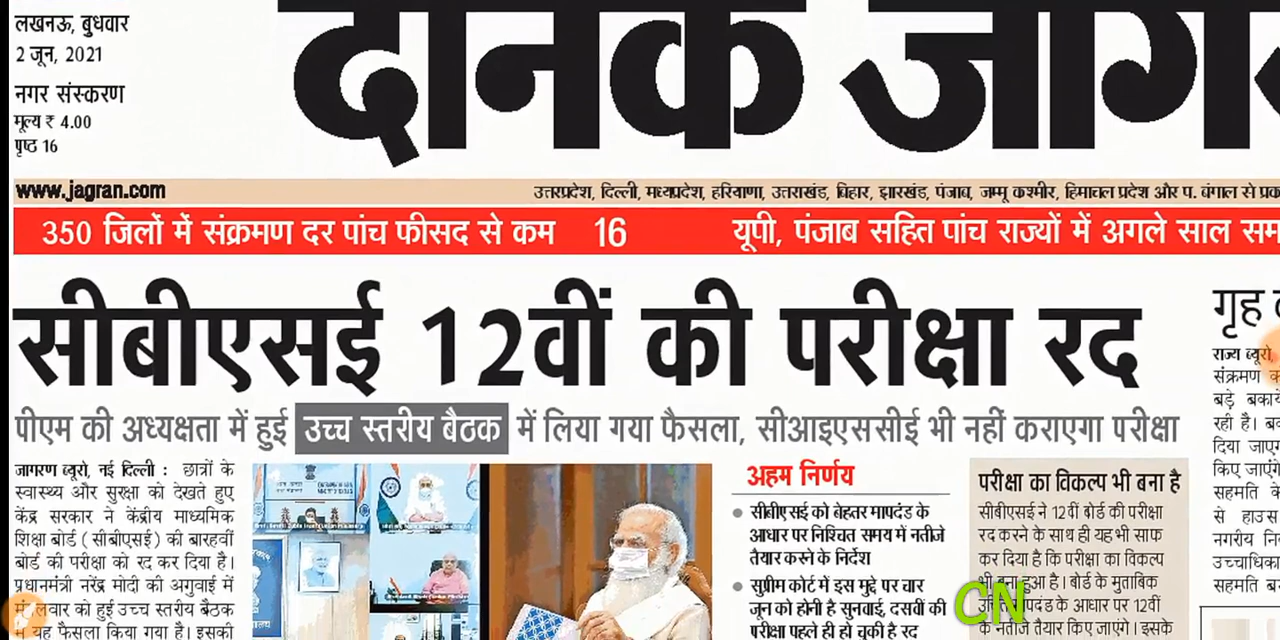 लखनऊ, बुधवार
2 जून, 2021
नगर संस्करण
मूल्य ₹ 4.00
पृष्ठ 16
दैनिक जागर
www.jagran.com
उत्तरप्रदेश, दिल्ली, मध्यप्रदेश, हरियाणा, उत्तराखंड, बिहार, झारखंड, पंजाब, जम्मू कश्मीर, हिमाचल प्रदेश और प. बंगाल से प्रका
350 जिलों में संक्रमण दर पांच फीसद से कम 16
यूपी, पंजाब सहित पांच राज्यों में अगले साल सम
सीबीएसई 12वीं की परीक्षा रद
पीएम की अध्यक्षता में हुई उच्च स्तरीय बैठक में लिया गया फैसला, सीआइएससीई भी नहीं कराएगा परीक्षा
जागरण ब्यूरो, नई दिल्ली : छात्रों के
स्वास्थ्य और सुरक्षा को देखते हुए
केंद्र सरकार ने केंद्रीय माध्यमिक
शिक्षा बोर्ड (सीबीएसई) की बारहवीं
बोर्ड की परीक्षा को रद कर दिया है।
प्रधानमंत्री नरेंद्र मोदी की अगुवाई में
को हुई उच्च स्तरीय बैठक
में यह फैसला किया गया है। इसकी
अहम निर्णय
सीबीएसई को बेहतर मापदंड के
आधार पर निश्चित समय में नतीजे
तैयार करने के निर्देश
सुप्रीम कोर्ट में इस मुद्दे पर चार
जून को होनी है सुनवाई, दसवीं की
परीक्षा पहले ही हो चुकी है रद
परीक्षा का विकल्प भी बना है
सीबीएसई ने 12वीं बोर्ड की परीक्षा
रद करने के साथ ही यह भी साफ
कर दिया है कि परीक्षा का विकल्प
भी बना हुआ है। बोर्ड के मुताबिक
के आधार पर 12वीं
के नतीजे तैयार किए जाएंगे। इसके
CN
गृह
राज्य ब्यूरो,
संक्रमण
बड़े बकाये
रही है।
दिया जाए
किए जाएंगे
सहमति के
से हाउस
नगरीय
उच्चाधिका
सहमति